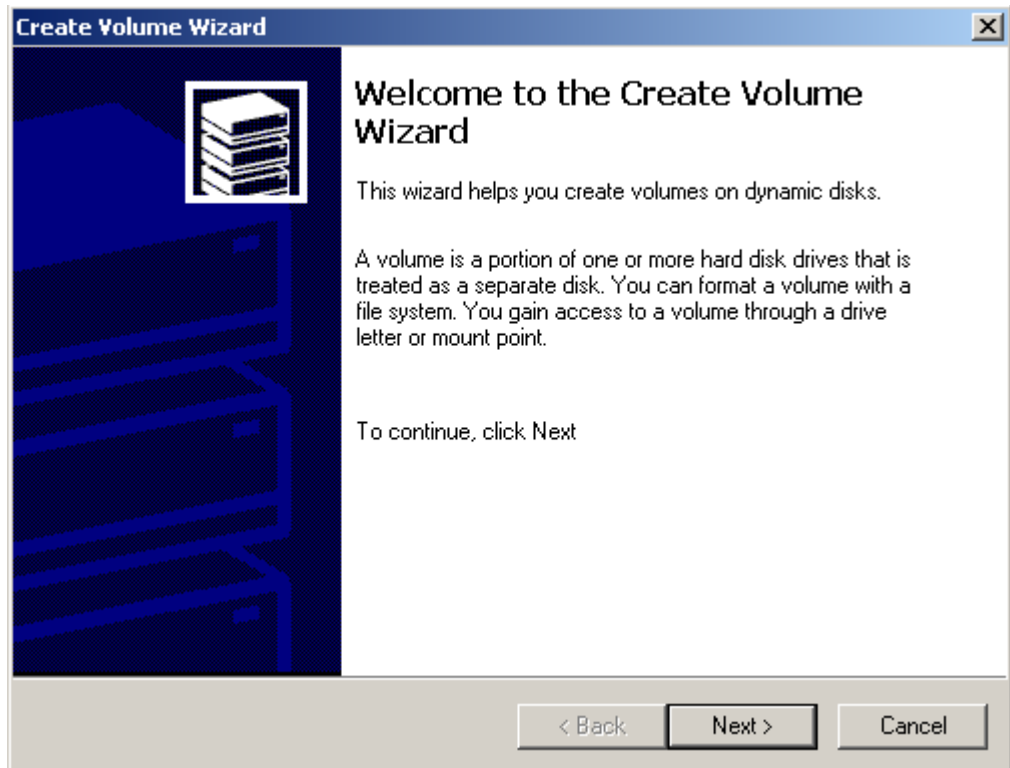 Create Volume Wizard
Welcome to the Create Volume
Wizard
This wizard helps you create volumes on dynamic disks.
A volume is a portion of one or more hard disk drives that is
treated as a separate disk. You can format a volume with a
file system. You gain access to a volume through a drive
letter or mount point.
To continue, click Next
< Back Next > Cancel